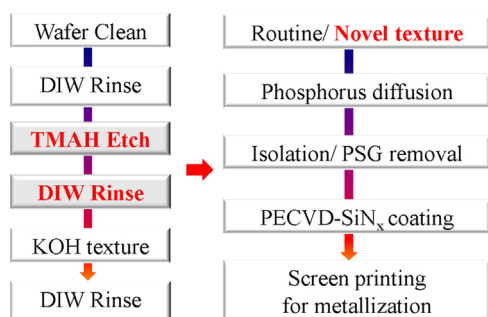 Wafer Clean
DIW Rinse
TMAH Etch
DIW Rinse
KOH texture
DIW Rinse
Routine/ Novel texture
Phosphorus diffusion
Isolation/ PSG removal
PECVD-SiNₓ coating
Screen printing
for metallization